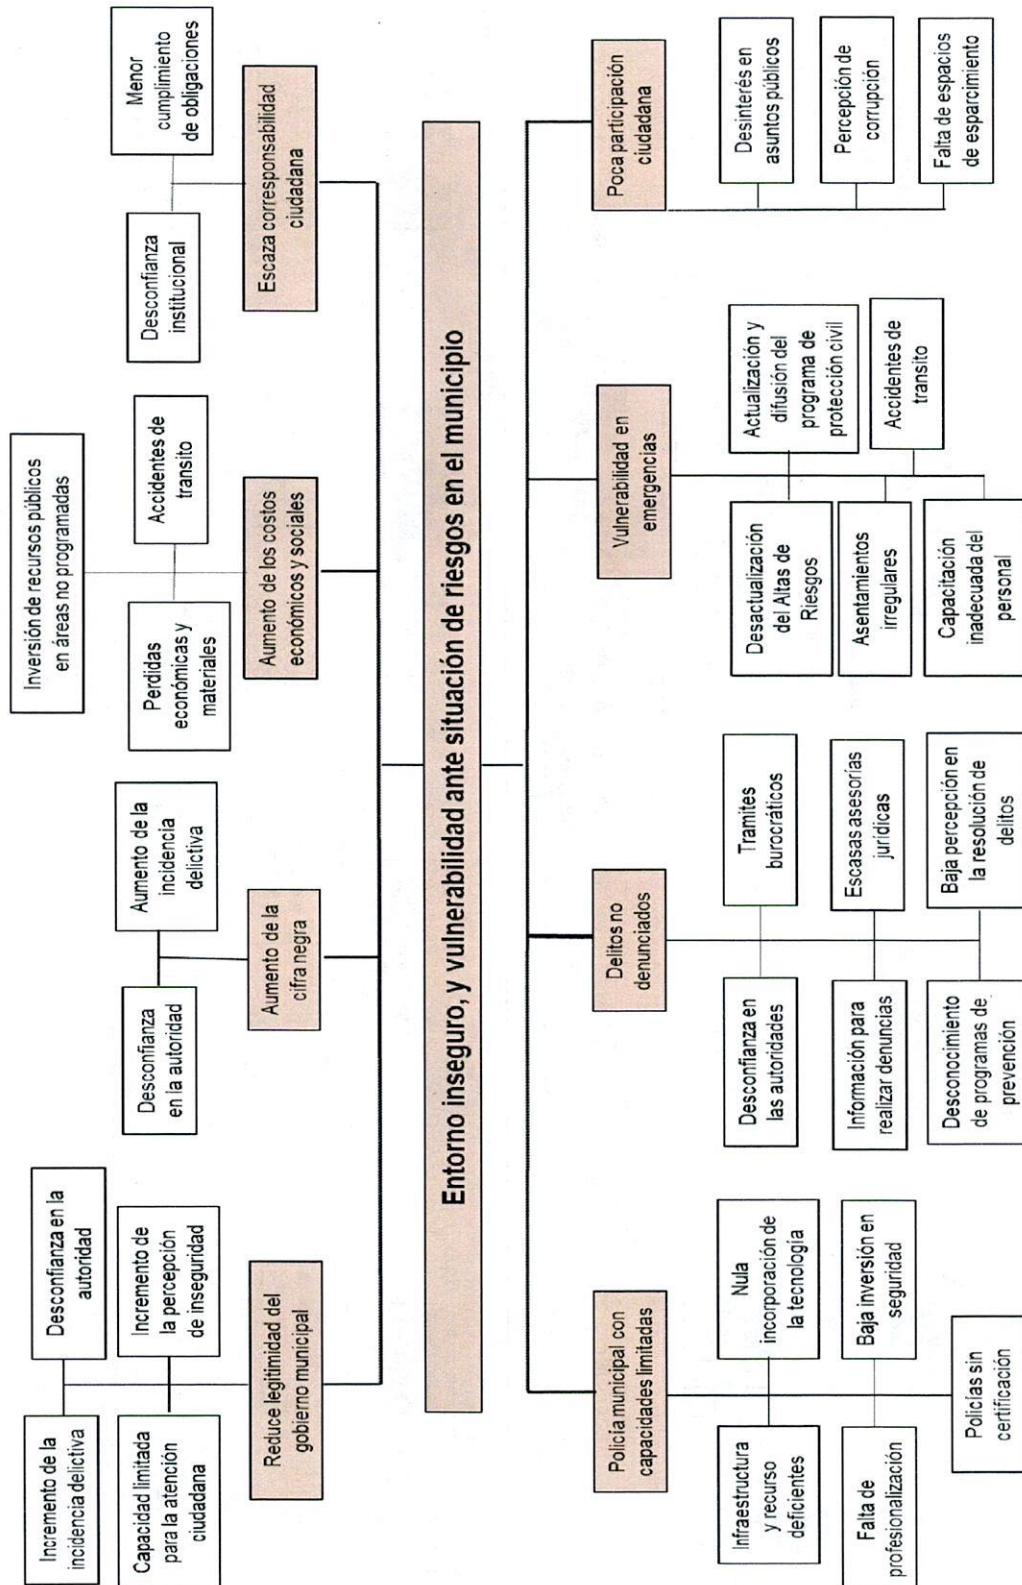 Incremento de la
incidencia delictiva
Desconfianza en la
autoridad
Capacidad limitada
para la atención
ciudadana
Incremento de
la percepción
de inseguridad
Reduce legitimidad del
gobierno municipal
Desconfianza
en la autoridad
Aumento de la
incidencia
delictiva
Aumento de la
cifra negra
Inversión de recursos públicos
en áreas no programadas
Perdidas
económicas y
materiales
Accidentes de
transito
Aumento de los costos
económicos y sociales
Desconfianza
institucional
Menor
cumplimiento
de obligaciones
Escaza corresponsabilidad
ciudadana
Entorno inseguro, y vulnerabilidad ante situación de riesgos en el municipio
Policía municipal con
capacidades limitadas
Infraestructura
y recurso
deficientes
Nula
incorporación de
la tecnología
Falta de
profesionalización
Baja inversión en
seguridad
Policías sin
certificación
Delitos no
denunciados
Desconfianza en
las autoridades
Tramites
burocráticos
Información para
realizar denuncias
Escasas asesorías
jurídicas
Desconocimiento
de programas de
prevención
Baja percepción en
la resolución de
delitos
Vulnerabilidad en
emergencias
Desactualización
del Altas de
Riesgos
Actualización y
difusión del
programa de
protección civil
Asentamientos
irregulares
Accidentes de
transito
Capacitación
inadecuada del
personal
Poca participación
ciudadana
Desinterés en
asuntos públicos
Percepción de
corrupción
Falta de espacios
de esparcimiento